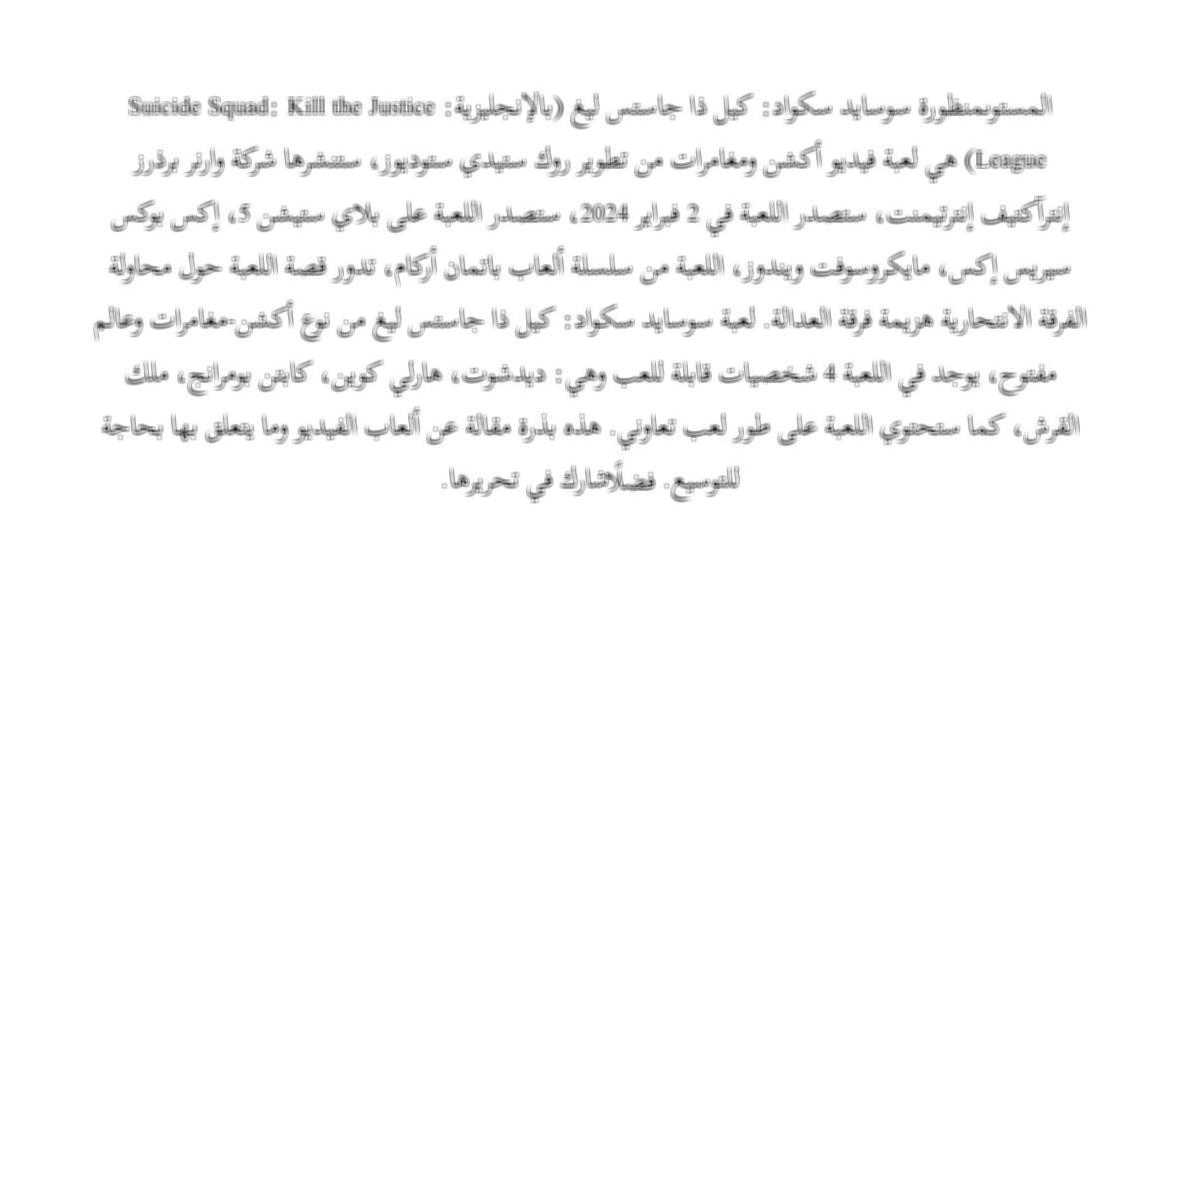 المستوىمنظورة سوسايد سكواد: كيل ذا جاستس ليغ (بالإنجليزية: Suicide Squad: Kill the Justice
League) هي لعبة فيديو أكشن ومغامرات من تطوير روك ستيدي ستوديوز، ستنشرها شركة وارنر برذرز
إنترآكتيف إنترتيمنت، ستصدر اللعبة في 2 فبراير 2024، ستصدر اللعبة على بلاي ستيشن 5، إكس بوكس
سيريس إكس، مايكروسوفت ويندوز، اللعبة من سلسلة ألعاب باتمان أركام، تدور قصة اللعبة حول محاولة
الفرقة الانتحارية هزيمة فرقة العدالة. لعبة سوسايد سكواد: كيل ذا جاستس ليغ من نوع أكشن-مغامرات وعالم
مفتوح، يوجد في اللعبة 4 شخصيات قابلة للعب وهي: ديدشوت، هارلي كوين، كابتن بومرانج، ملك
القرش، كما ستحتوي اللعبة على طور لعب تعاوني. هذه بذرة مقالة عن ألعاب الفيديو وما يتعلق بها بحاجة
للتوسيع. فضلًاشارك في تحريرها.